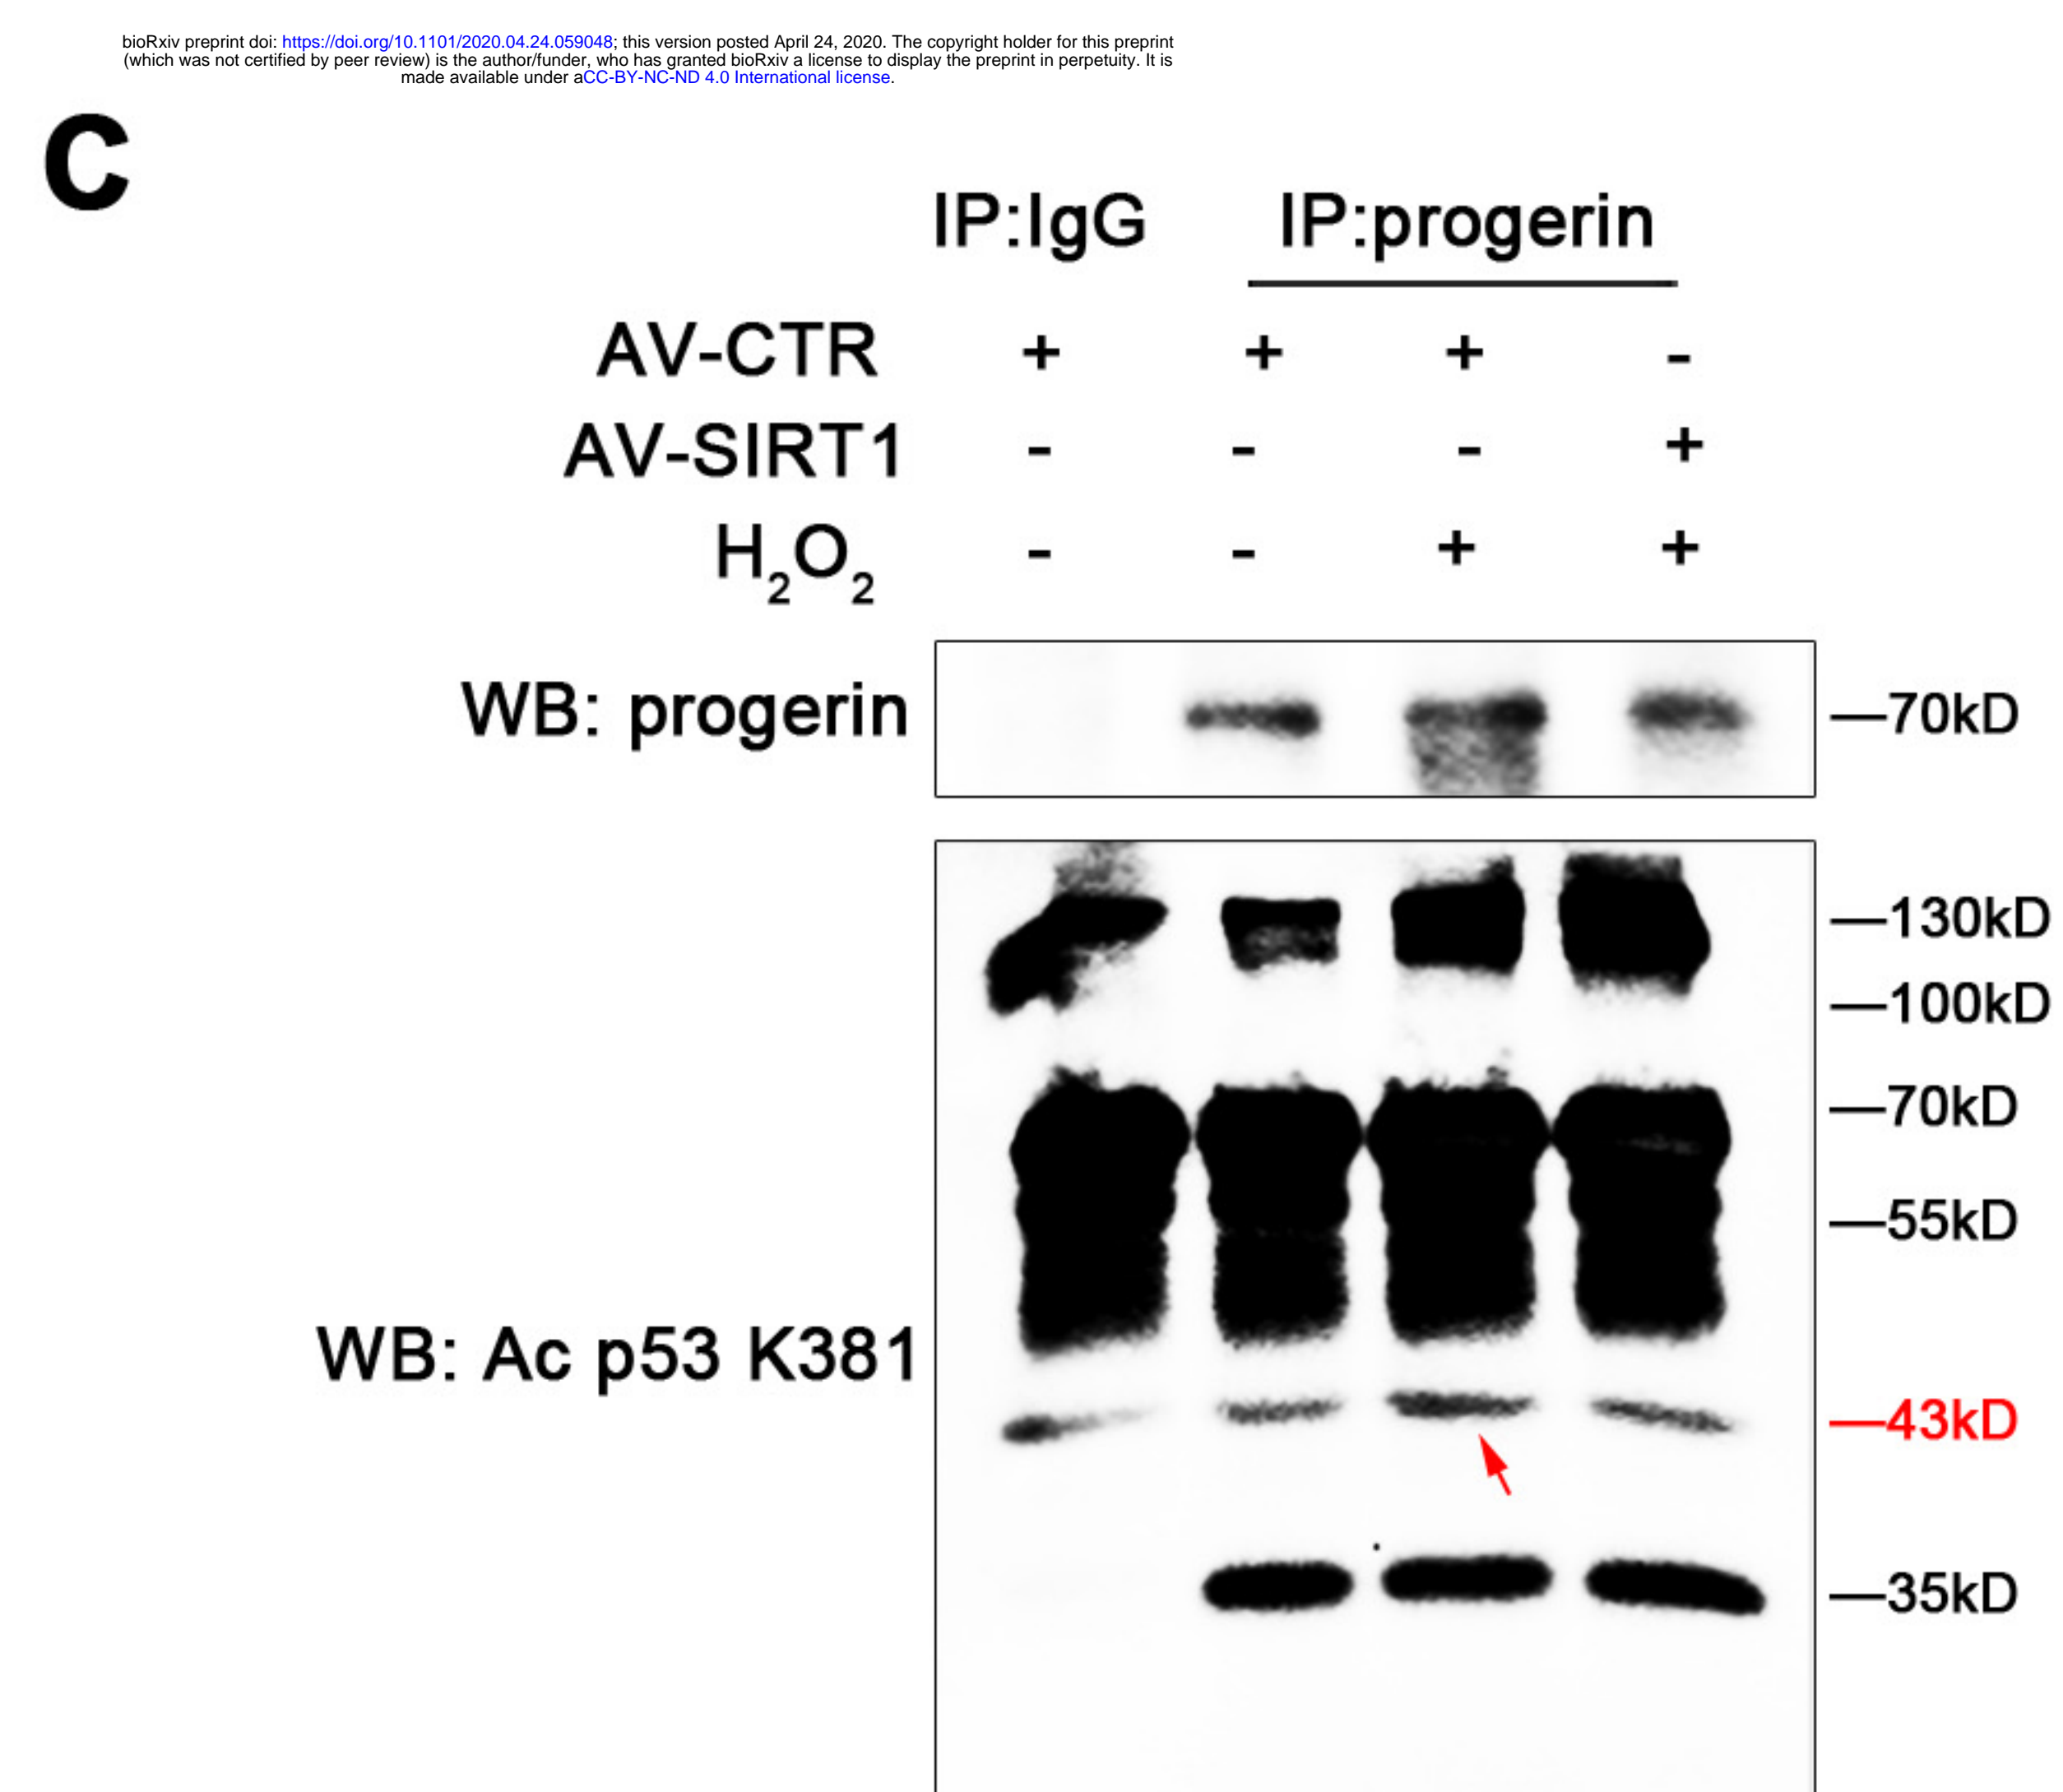 bioRxiv preprint doi: https://doi.org/10.1101/2020.04.24.059048; this version posted April 24, 2020. The copyright holder for this preprint
(which was not certified by peer review) is the author/funder, who has granted bioRxiv a license to display the preprint in perpetuity. It is
made available under aCC-BY-NC-ND 4.0 International license.
C
IP:IgG IP:progerin
AV-CTR + + + -
AV-SIRT1 - - - +
H₂O₂ - - + +
WB: progerin —70kD
—130kD
—100kD
—70kD
—55kD
WB: Ac p53 K381
—43kD
—35kD